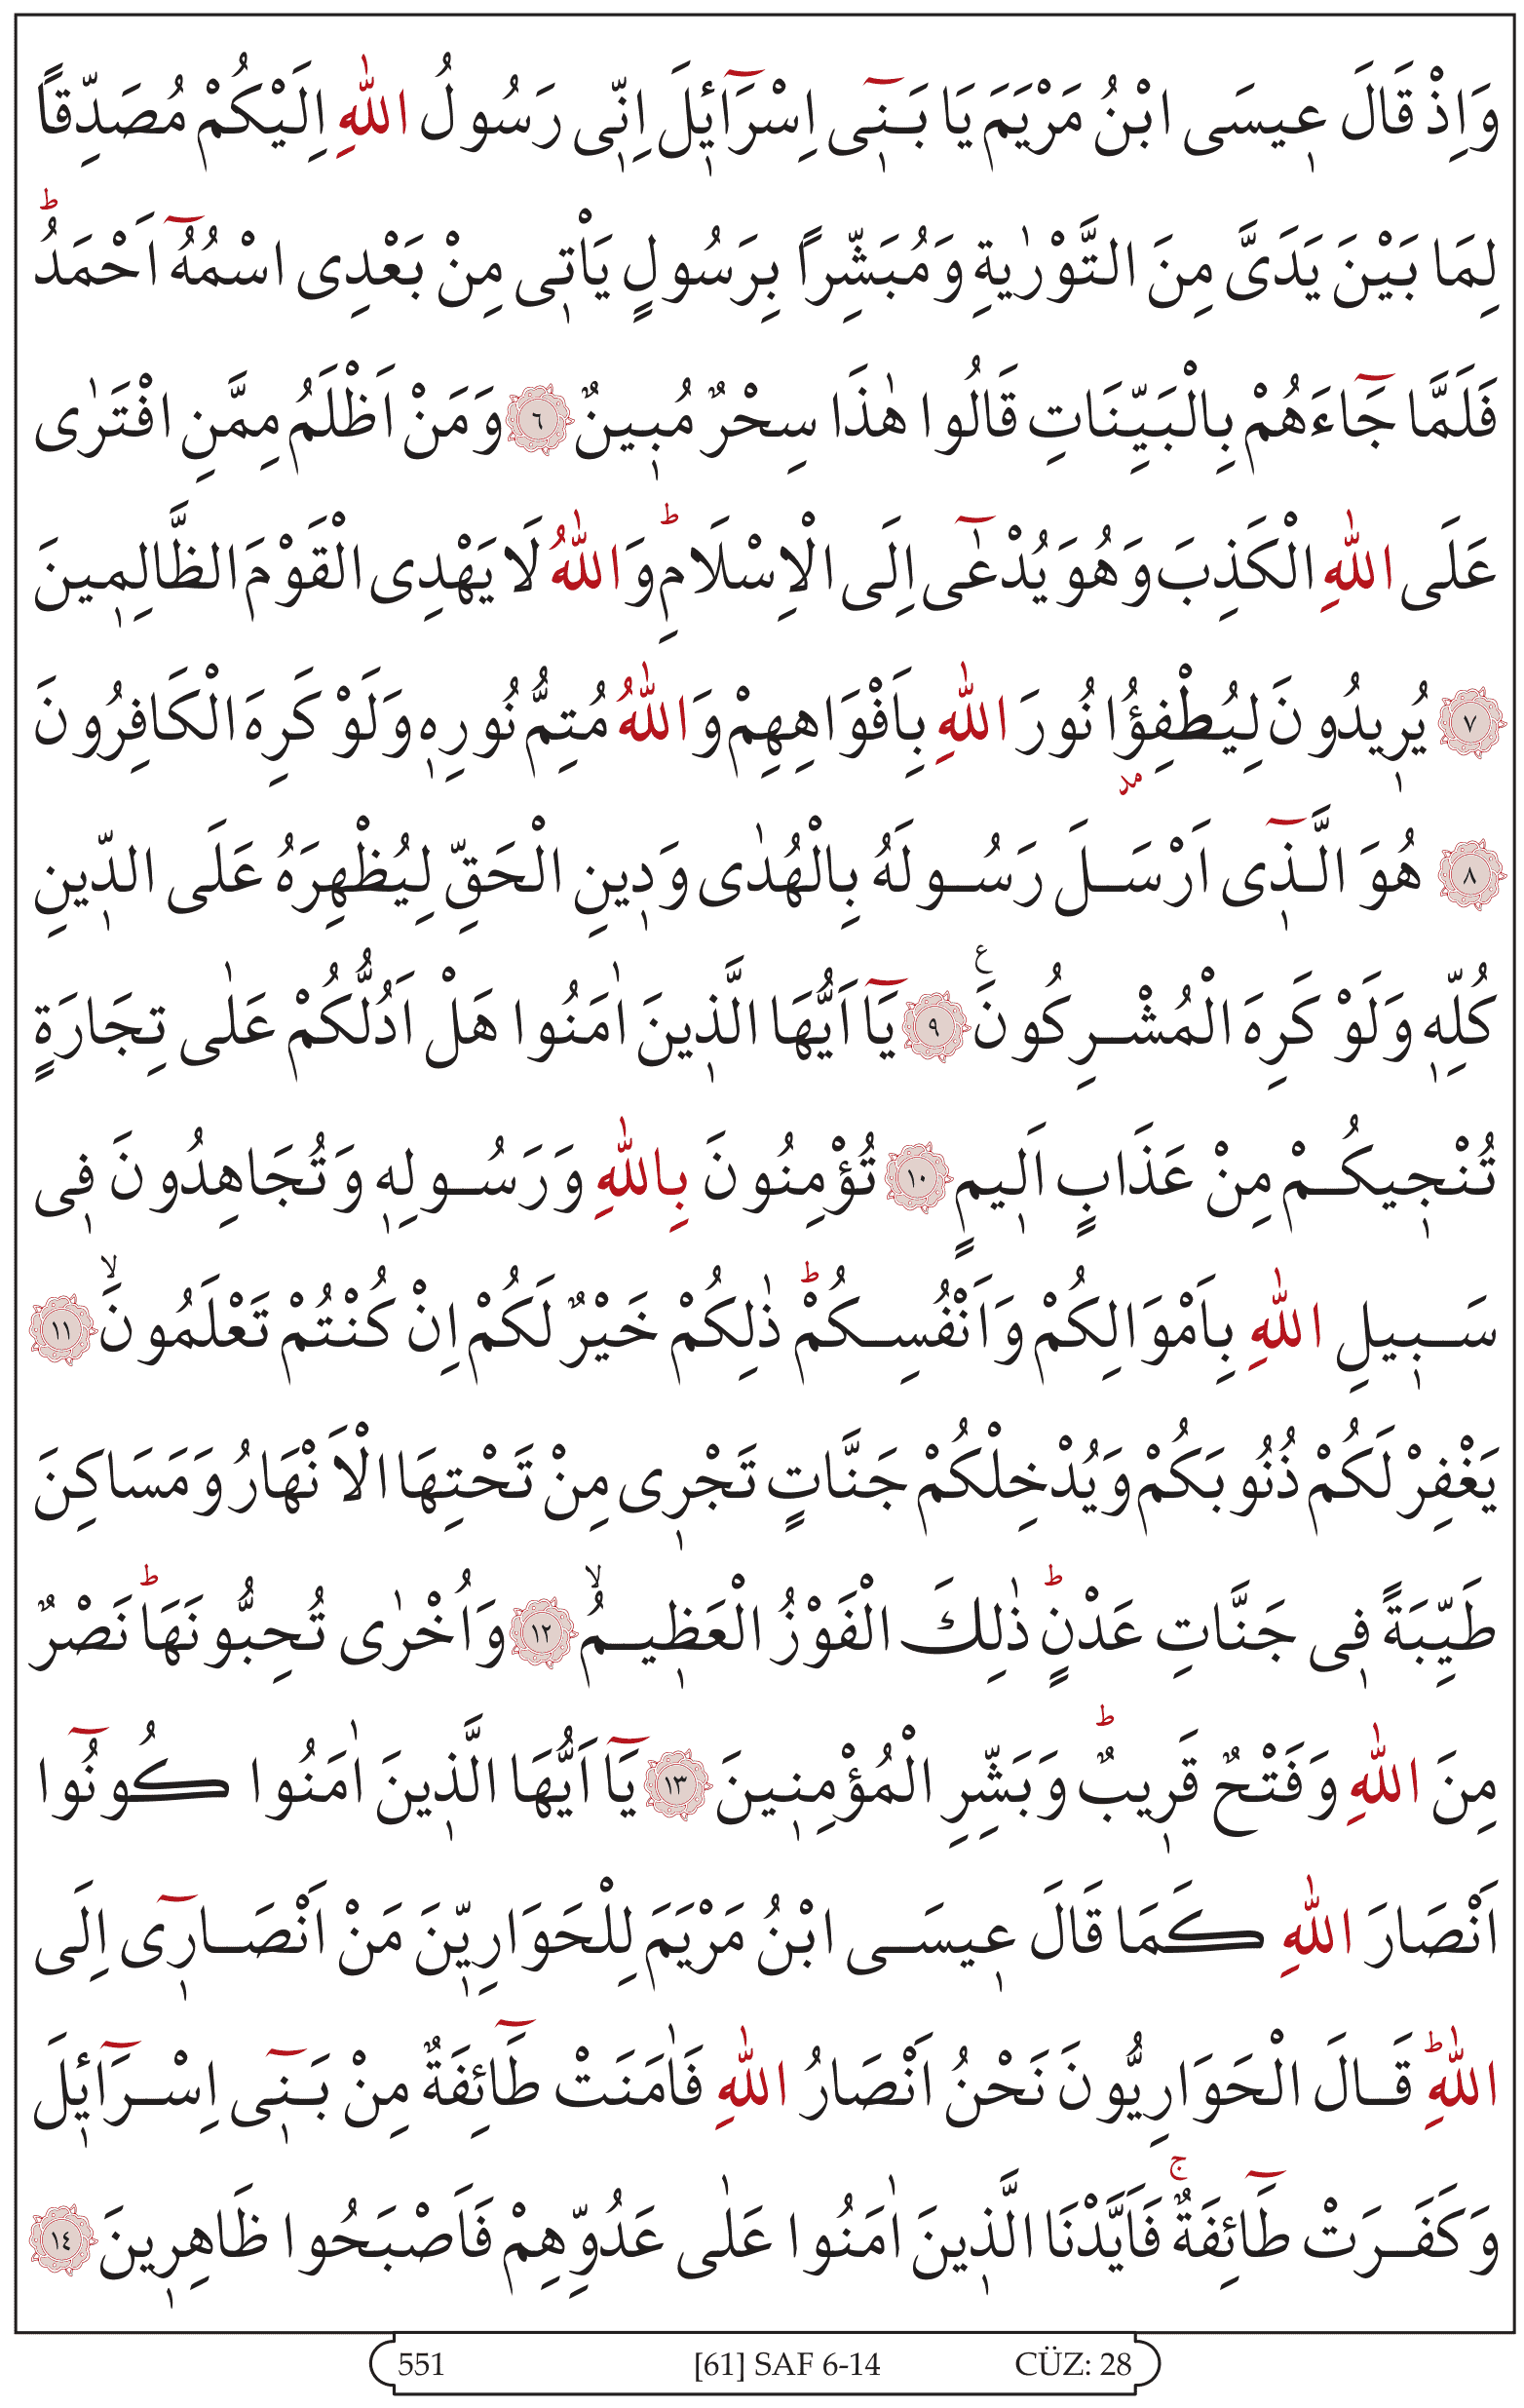 وَاِذْ قَالَ ع۪يسَى ابْنُ مَرْيَمَ يَا بَن۪ٓى اِسْرَٓائ۪لَ اِنّ۪ى رَسُولُ اللّٰهِ اِلَيْكُمْ مُصَدِّقاً
لِمَا بَيْنَ يَدَىَّ مِنَ التَّوْرٰيةِ وَمُبَشِّراً بِرَسُولٍ يَأْت۪ى مِنْ بَعْدِى اسْمُهُٓ اَحْمَدُۜ
فَلَمَّا جَٓاءَهُمْ بِالْبَيِّنَاتِ قَالُوا هٰذَا سِحْرٌ مُب۪ينٌ ﴿٦﴾ وَمَنْ اَظْلَمُ مِمَّنِ افْتَرٰى
عَلَى اللّٰهِ الْكَذِبَ وَهُوَ يُدْعٰٓى اِلَى الْاِسْلَامِۜ وَاللّٰهُ لَا يَهْدِى الْقَوْمَ الظَّالِم۪ينَ
﴿٧﴾ يُر۪يدُونَ لِيُطْفِؤُا نُورَ اللّٰهِ بِاَفْوَاهِهِمْ وَاللّٰهُ مُتِمُّ نُورِه۪ وَلَوْ كَرِهَ الْكَافِرُونَ
﴿٨﴾ هُوَ الَّذ۪ٓى اَرْسَلَ رَسُولَهُ بِالْهُدٰى وَد۪ينِ الْحَقِّ لِيُظْهِرَهُ عَلَى الدّ۪ينِ
كُلِّه۪ وَلَوْ كَرِهَ الْمُشْرِكُونَ۟ ﴿٩﴾ يَٓا اَيُّهَا الَّذ۪ينَ اٰمَنُوا هَلْ اَدُلُّكُمْ عَلٰى تِجَارَةٍ
تُنْج۪يكُمْ مِنْ عَذَابٍ اَل۪يمٍ ﴿١٠﴾ تُؤْمِنُونَ بِاللّٰهِ وَرَسُولِه۪ وَتُجَاهِدُونَ ف۪ى
سَب۪يلِ اللّٰهِ بِاَمْوَالِكُمْ وَاَنْفُسِكُمْۜ ذٰلِكُمْ خَيْرٌ لَكُمْ اِنْ كُنْتُمْ تَعْلَمُونَۙ ﴿١١﴾
يَغْفِرْ لَكُمْ ذُنُوبَكُمْ وَيُدْخِلْكُمْ جَنَّاتٍ تَجْر۪ى مِنْ تَحْتِهَا الْاَنْهَارُ وَمَسَاكِنَ
طَيِّبَةً ف۪ى جَنَّاتِ عَدْنٍۜ ذٰلِكَ الْفَوْزُ الْعَظ۪يمُۙ ﴿١٢﴾ وَاُخْرٰى تُحِبُّونَهَاۜ نَصْرٌ
مِنَ اللّٰهِ وَفَتْحٌ قَر۪يبٌۜ وَبَشِّرِ الْمُؤْمِن۪ينَ ﴿١٣﴾ يَٓا اَيُّهَا الَّذ۪ينَ اٰمَنُوا كُونُٓوا
اَنْصَارَ اللّٰهِ كَمَا قَالَ ع۪يسَى ابْنُ مَرْيَمَ لِلْحَوَارِيّ۪نَ مَنْ اَنْصَار۪ٓى اِلَى
اللّٰهِۜ قَالَ الْحَوَارِيُّونَ نَحْنُ اَنْصَارُ اللّٰهِ فَاٰمَنَتْ طَٓائِفَةٌ مِنْ بَن۪ٓى اِسْرَٓائ۪لَ
وَكَفَرَتْ طَٓائِفَةٌۚ فَاَيَّدْنَا الَّذ۪ينَ اٰمَنُوا عَلٰى عَدُوِّهِمْ فَاَصْبَحُوا ظَاهِر۪ينَ ﴿١٤﴾
551 [61] SAF 6-14 CÜZ: 28